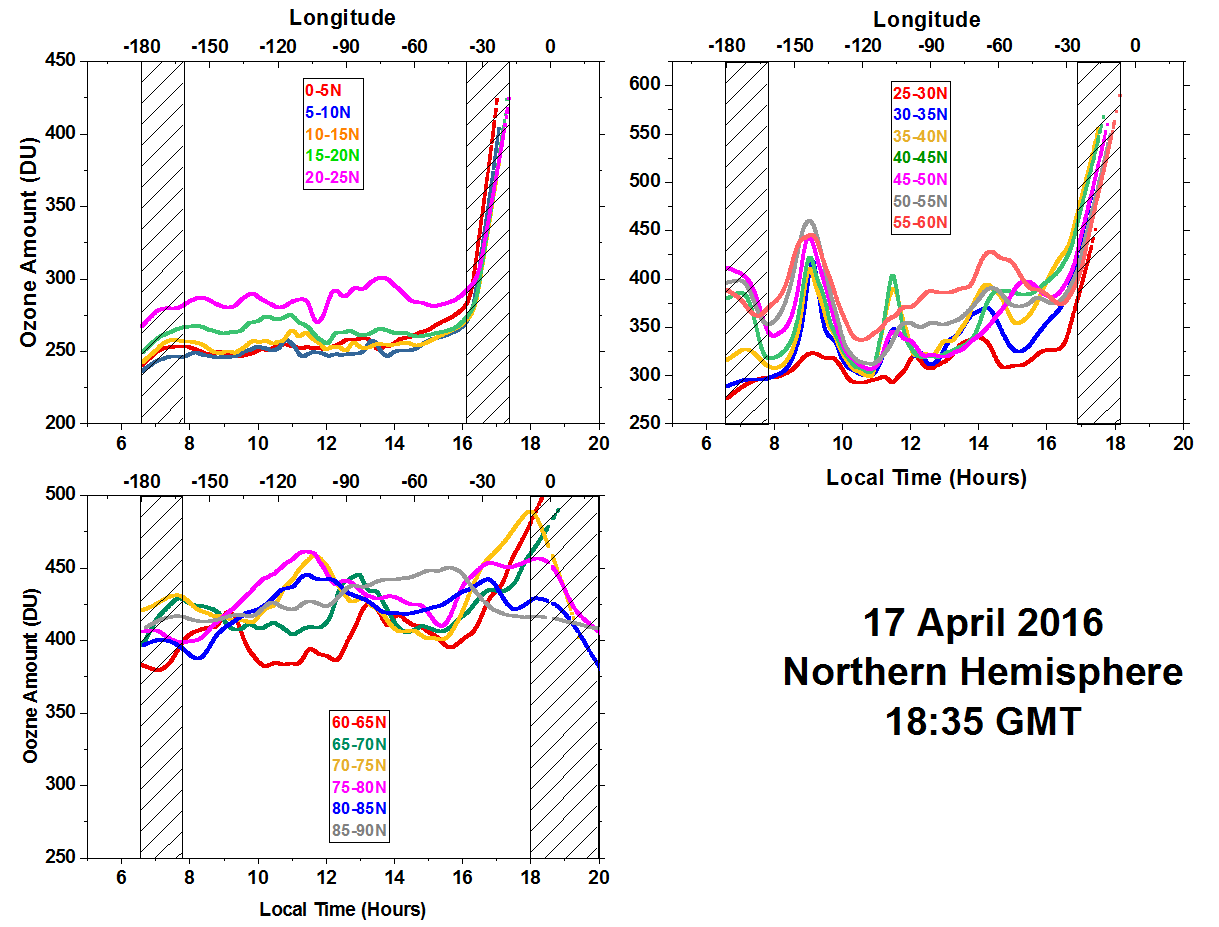 Longitude
-180 -150 -120 -90 -60 -30 0
450
400
350
300
250
200
Ozone Amount (DU)
0-5N
5-10N
10-15N
15-20N
20-25N
6 8 10 12 14 16 18 20
Longitude
-180 -150 -120 -90 -60 -30 0
600
550
500
450
400
350
300
250
25-30N
30-35N
35-40N
40-45N
45-50N
50-55N
55-60N
6 8 10 12 14 16 18 20
Local Time (Hours)
-180 -150 -120 -90 -60 -30 0
500
450
400
350
300
250
Oozne Amount (DU)
60-65N
65-70N
70-75N
75-80N
80-85N
85-90N
6 8 10 12 14 16 18 20
Local Time (Hours)
17 April 2016
Northern Hemisphere
18:35 GMT